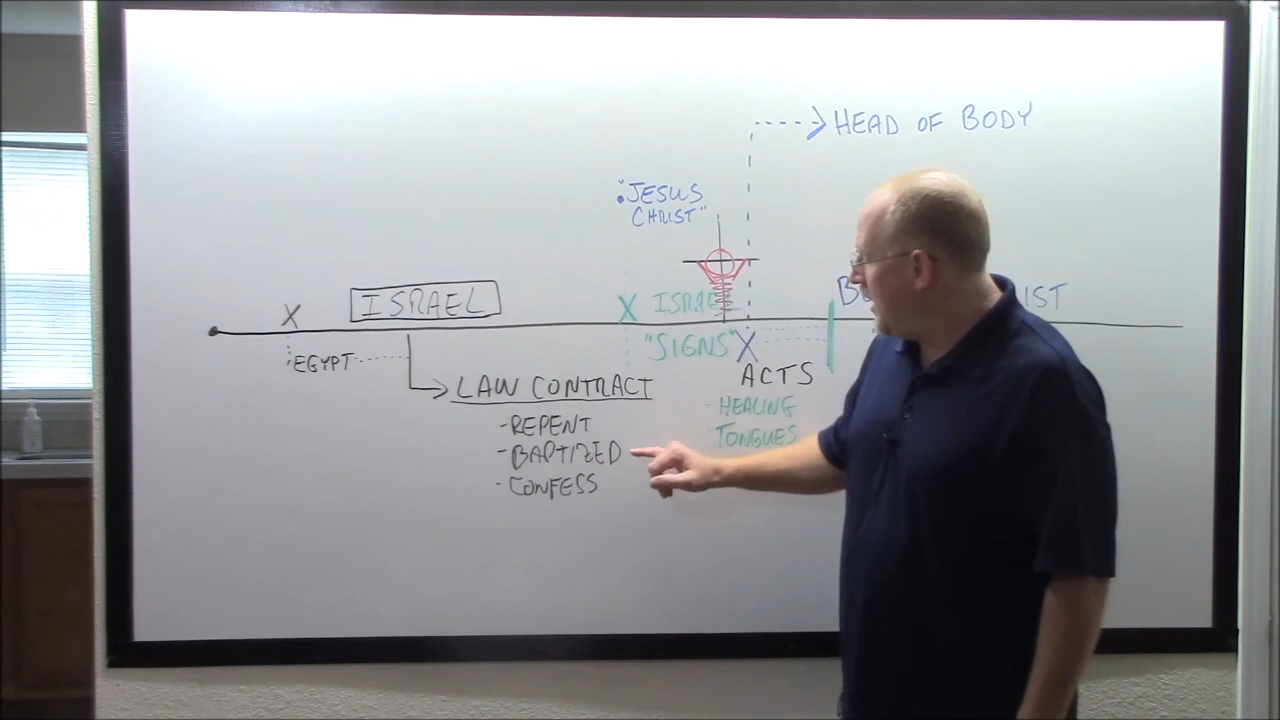 HEAD OF BODY
"JESUS
CHRIST"
ISRAEL
X
X
"SIGNS"
X
EGYPT
ACTS
LAW CONTRACT
- HEALING
- REPENT
TONGUES
- BAPTIZED
- CONFESS